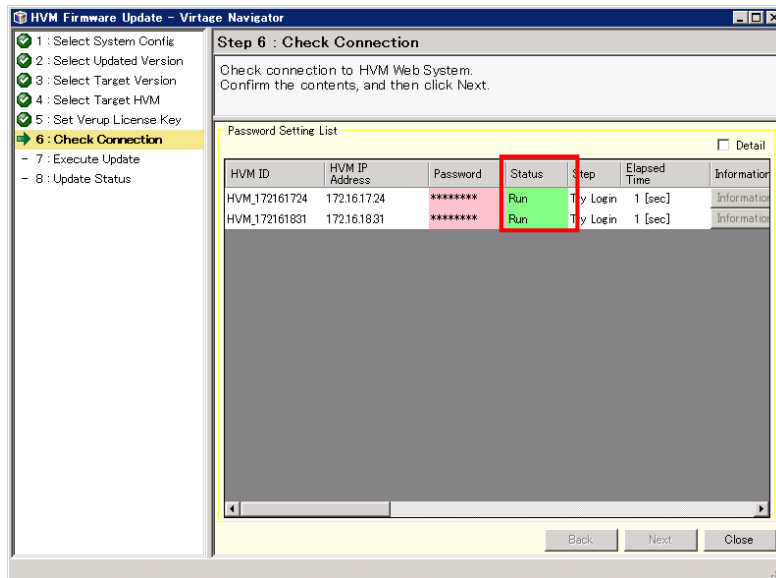 HVM Firmware Update - Virtage Navigator
1 : Select System Config
2 : Select Updated Version
3 : Select Target Version
4 : Select Target HVM
5 : Set Verup License Key
6 : Check Connection
- 7 : Execute Update
- 8 : Update Status
Step 6 : Check Connection
Check connection to HVM Web System.
Confirm the contents, and then click Next.
Password Setting List
Detail
HVM ID HVM IP Address Password Status Step Elapsed Time Information
HVM_172161724 172.16.17.24 ******** Run Try Login 1 [sec] Information
HVM_172161831 172.16.18.31 ******** Run Try Login 1 [sec] Information
Back Next Close